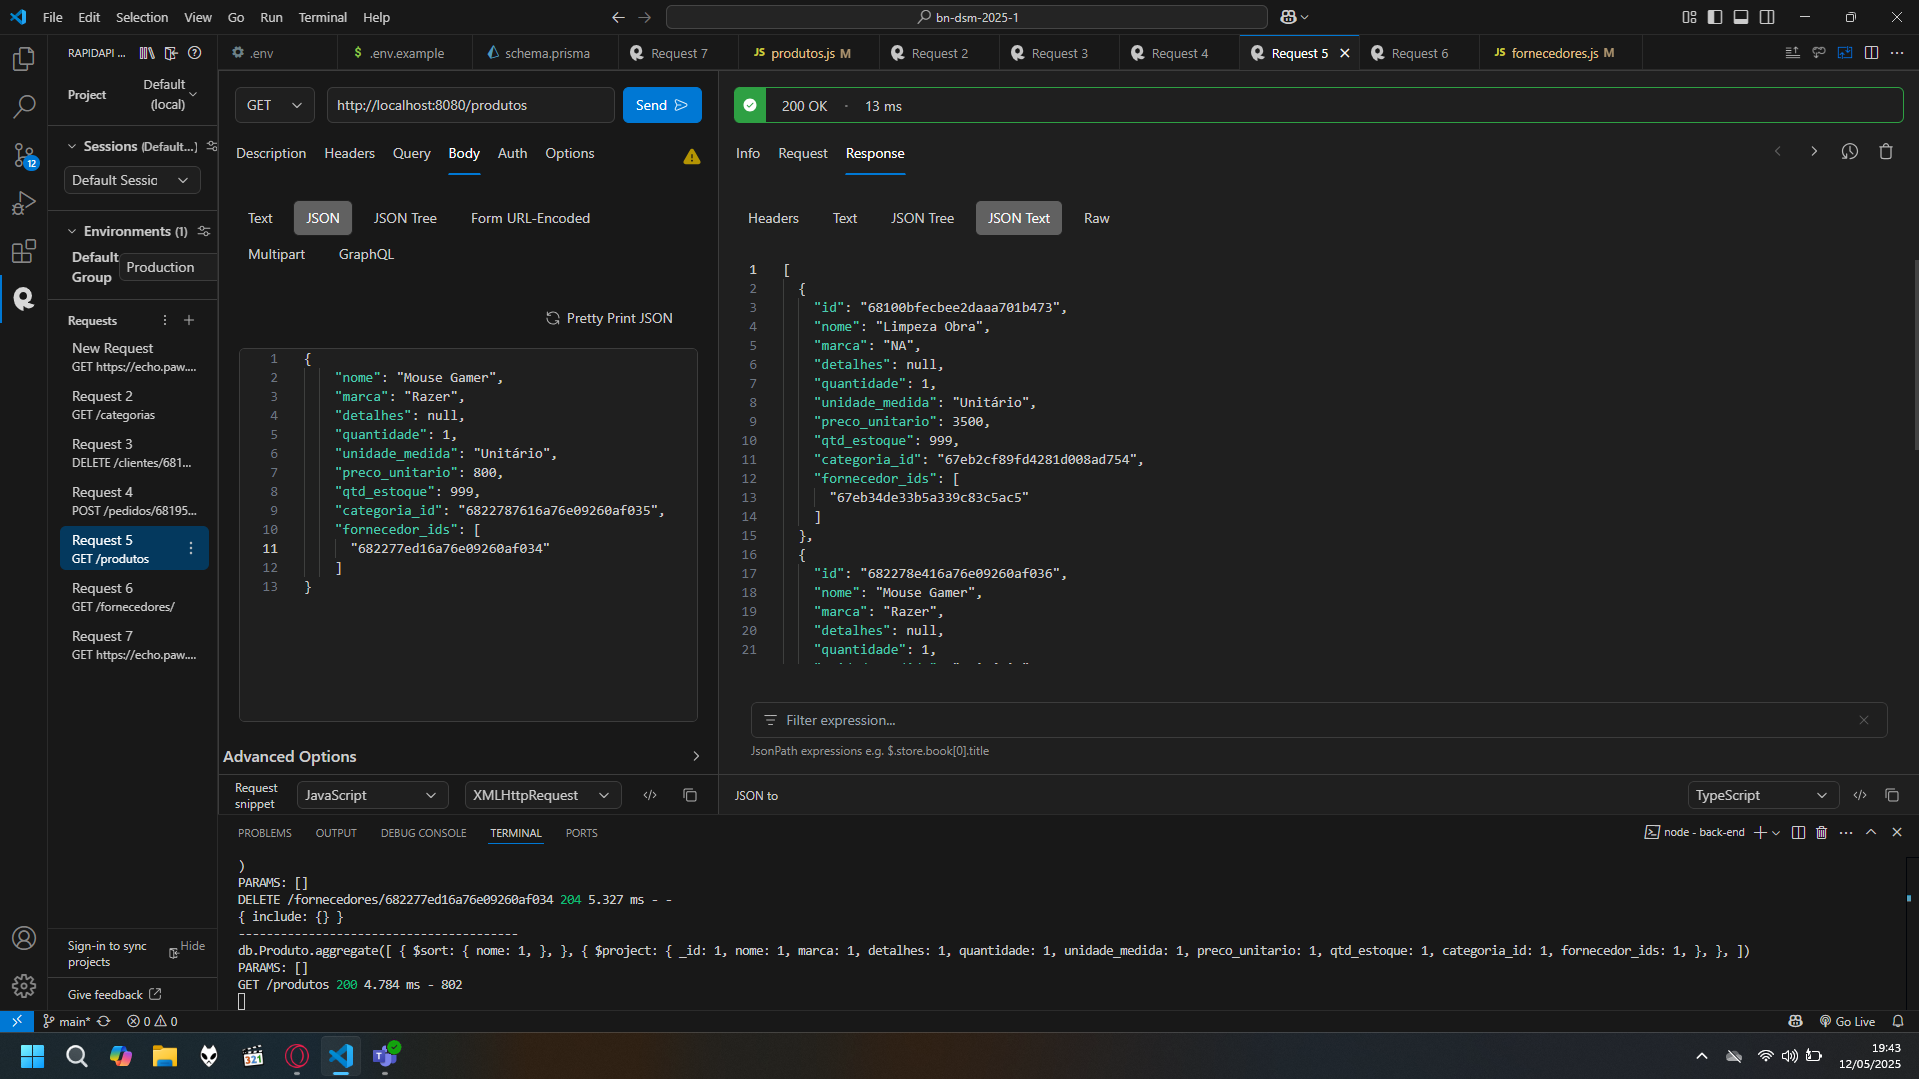 File Edit Selection View Go Run Terminal Help
bn-dsm-2025-1
RAPIDAPI ...
.env
.env.example
schema.prisma
Request 7
JS produtos.js M
Request 2
Request 3
Request 4
Request 5
Request 6
JS fornecedores.js M
Project
Default
(local)
GET
http://localhost:8080/produtos
Send
200 OK · 13 ms
Sessions (Default...)
Default Sessic
Description Headers Query Body Auth Options
Info Request Response
12
Text JSON JSON Tree Form URL-Encoded
Multipart GraphQL
Headers Text JSON Tree JSON Text Raw
Environments (1)
Default
Group
Production
Requests
New Request
GET https://echo.paw....
Request 2
GET /categorias
Request 3
DELETE /clientes/681...
Request 4
POST /pedidos/68195...
Request 5
GET /produtos
Request 6
GET /fornecedores/
Request 7
GET https://echo.paw....
Pretty Print JSON
1 {
2 "nome": "Mouse Gamer",
3 "marca": "Razer",
4 "detalhes": null,
5 "quantidade": 1,
6 "unidade_medida": "Unitário",
7 "preco_unitario": 800,
8 "qtd_estoque": 999,
9 "categoria_id": "6822787616a76e09260af035",
10 "fornecedor_ids": [
11 "682277ed16a76e09260af034"
12 ]
13 }
1 [
2 {
3 "id": "68100bfecbee2daaa701b473",
4 "nome": "Limpeza Obra",
5 "marca": "NA",
6 "detalhes": null,
7 "quantidade": 1,
8 "unidade_medida": "Unitário",
9 "preco_unitario": 3500,
10 "qtd_estoque": 999,
11 "categoria_id": "67eb2cf89fd4281d008ad754",
12 "fornecedor_ids": [
13 "67eb34de33b5a339c83c5ac5"
14 ]
15 },
16 {
17 "id": "682278e416a76e09260af036",
18 "nome": "Mouse Gamer",
19 "marca": "Razer",
20 "detalhes": null,
21 "quantidade": 1,
Filter expression...
JsonPath expressions e.g. $.store.book[0].title
Advanced Options
Request
snippet
JavaScript
XMLHttpRequest
JSON to
TypeScript
PROBLEMS OUTPUT DEBUG CONSOLE TERMINAL PORTS
node - back-end
)
PARAMS: []
DELETE /fornecedores/682277ed16a76e09260af034 204 5.327 ms - -
{ include: {} }
----------------------------------------
db.Produto.aggregate([ { $sort: { nome: 1, }, }, { $project: { _id: 1, nome: 1, marca: 1, detalhes: 1, quantidade: 1, unidade_medida: 1, preco_unitario: 1, qtd_estoque: 1, categoria_id: 1, fornecedor_ids: 1, }, }, ])
PARAMS: []
GET /produtos 200 4.784 ms - 802
Sign-in to sync
projects
Hide
Give feedback
main*
0 0
Go Live
321
19:43
12/05/2025